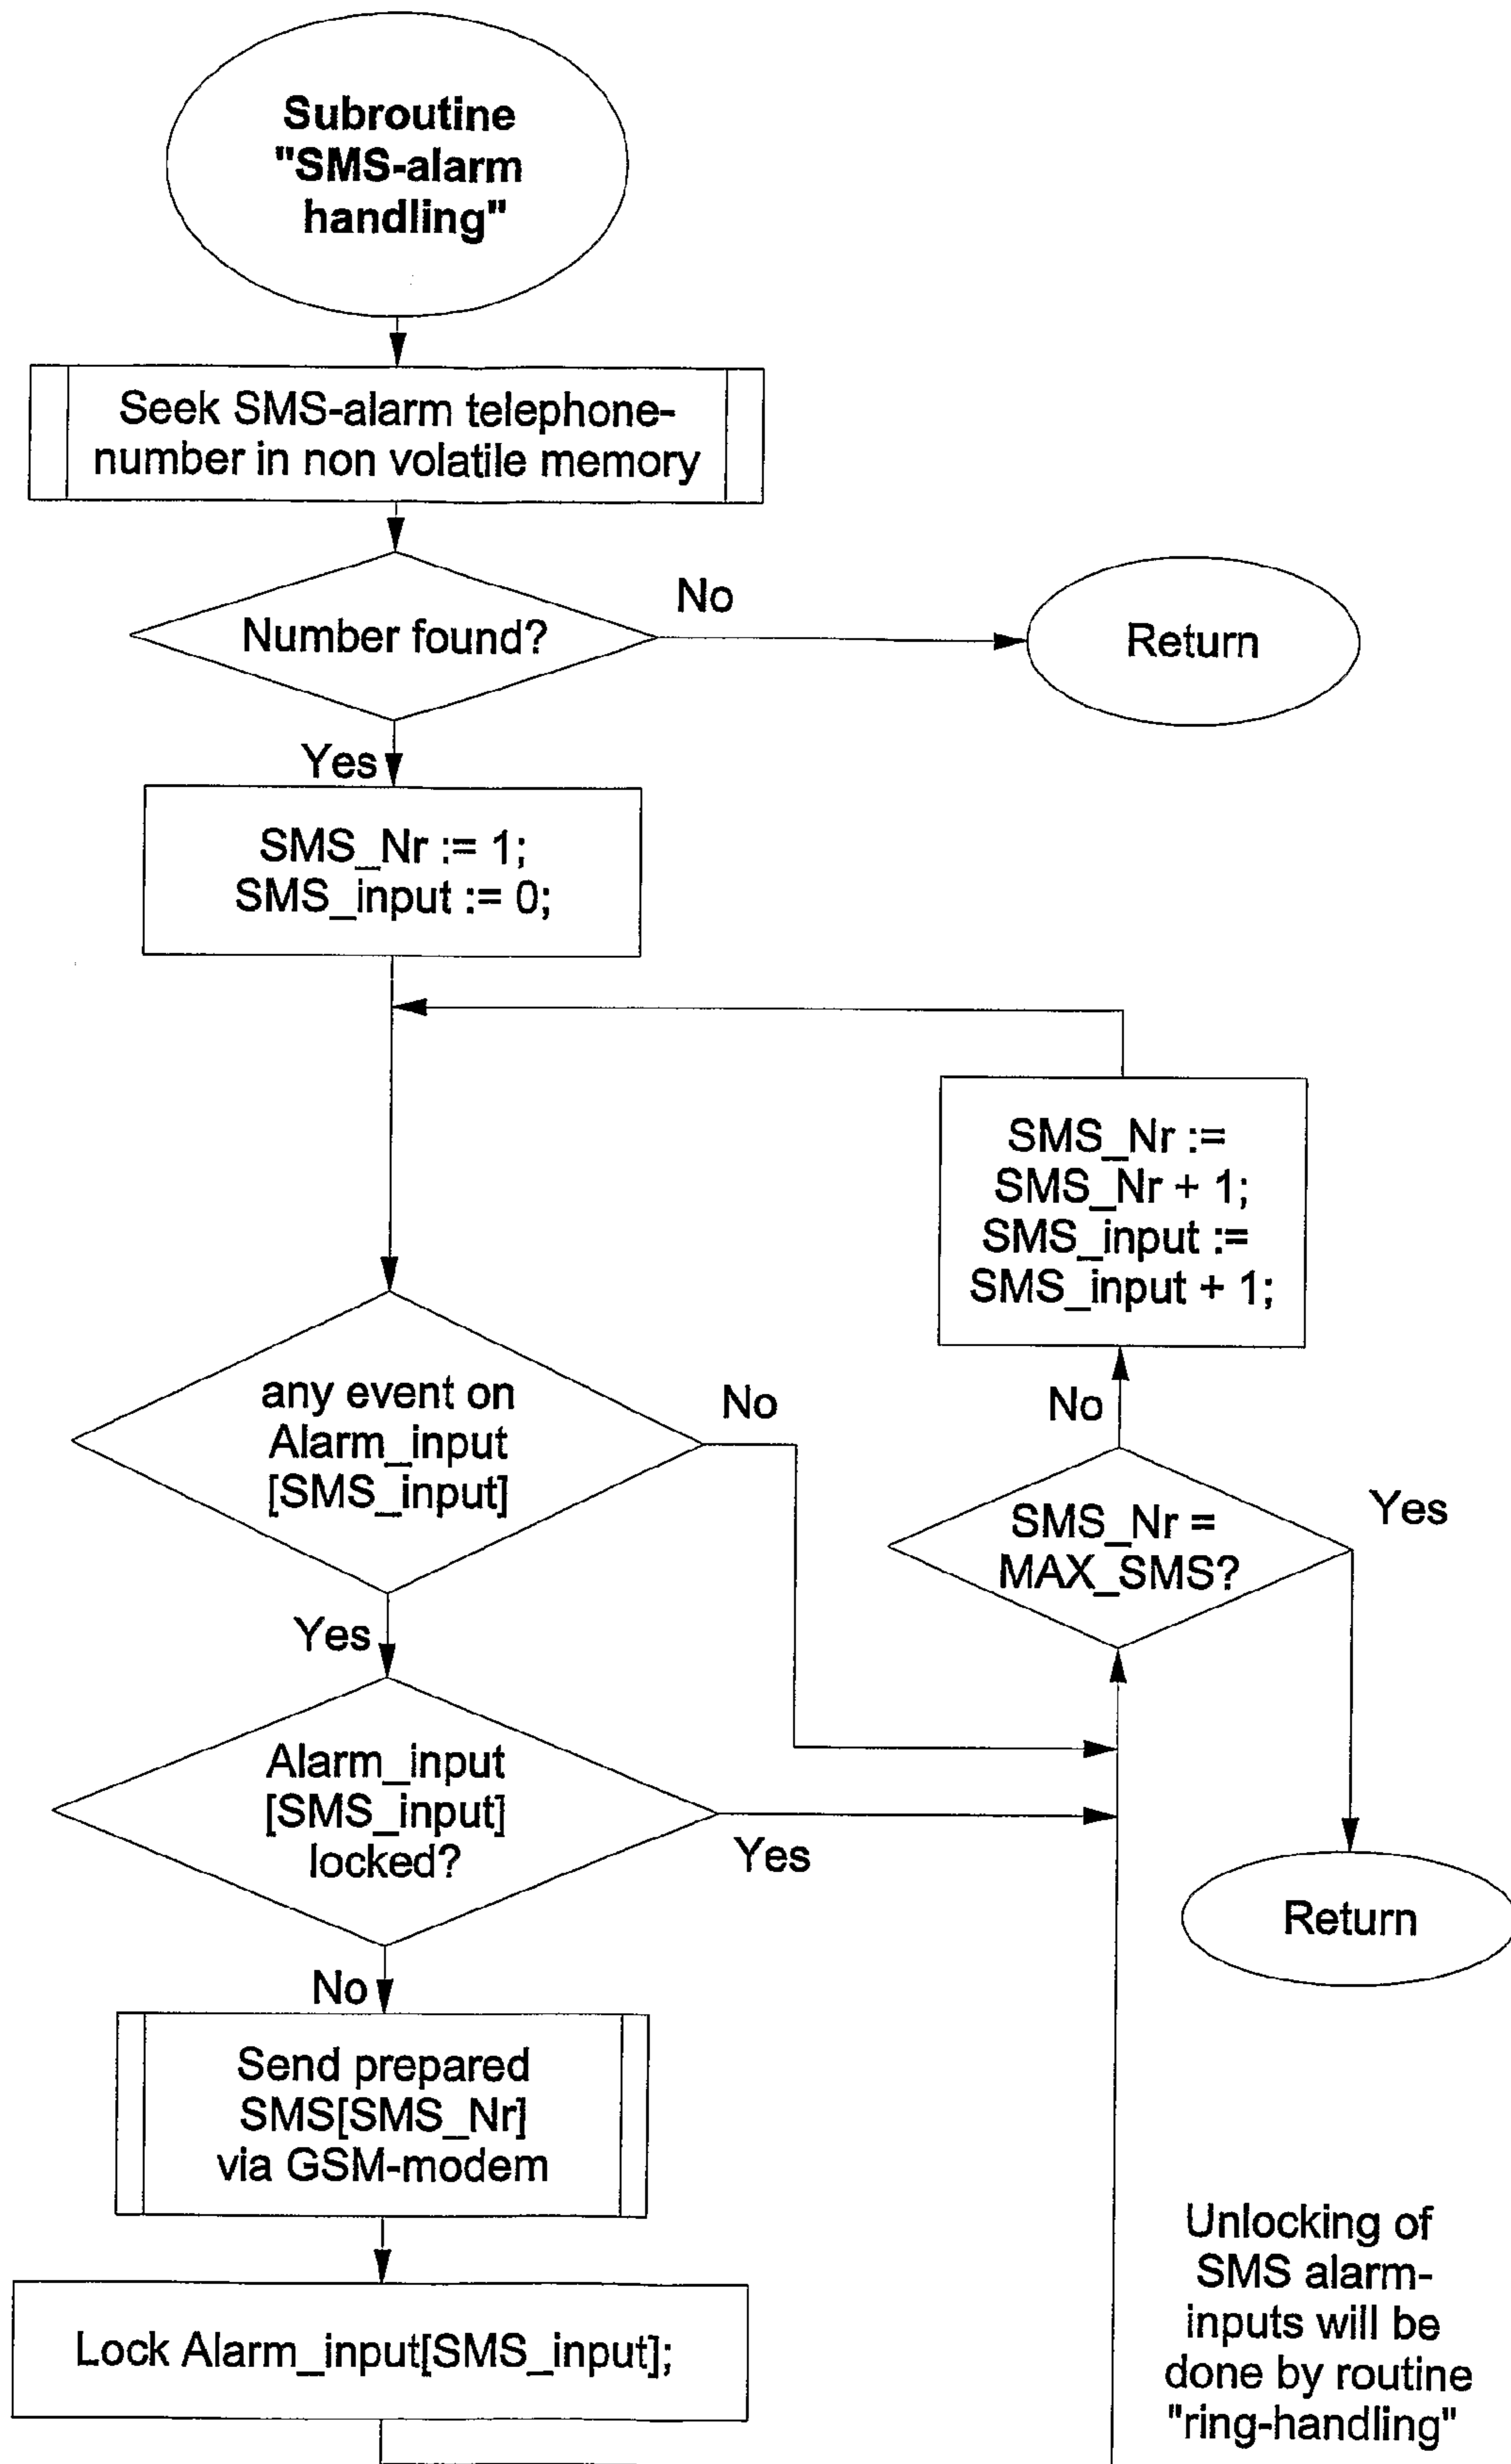 Subroutine
"SMS-alarm
handling"
Seek SMS-alarm telephone-
number in non volatile memory
Number found?
No
Return
Yes
SMS_Nr := 1;
SMS_input := 0;
SMS_Nr :=
SMS_Nr + 1;
SMS_input :=
SMS_input + 1;
any event on
Alarm_input
[SMS_input]
No
No
SMS_Nr =
MAX_SMS?
Yes
Yes
Alarm_input
[SMS_input]
locked?
Yes
Return
No
Send prepared
SMS[SMS_Nr]
via GSM-modem
Lock Alarm_input[SMS_input];
Unlocking of
SMS alarm-
inputs will be
done by routine
"ring-handling"